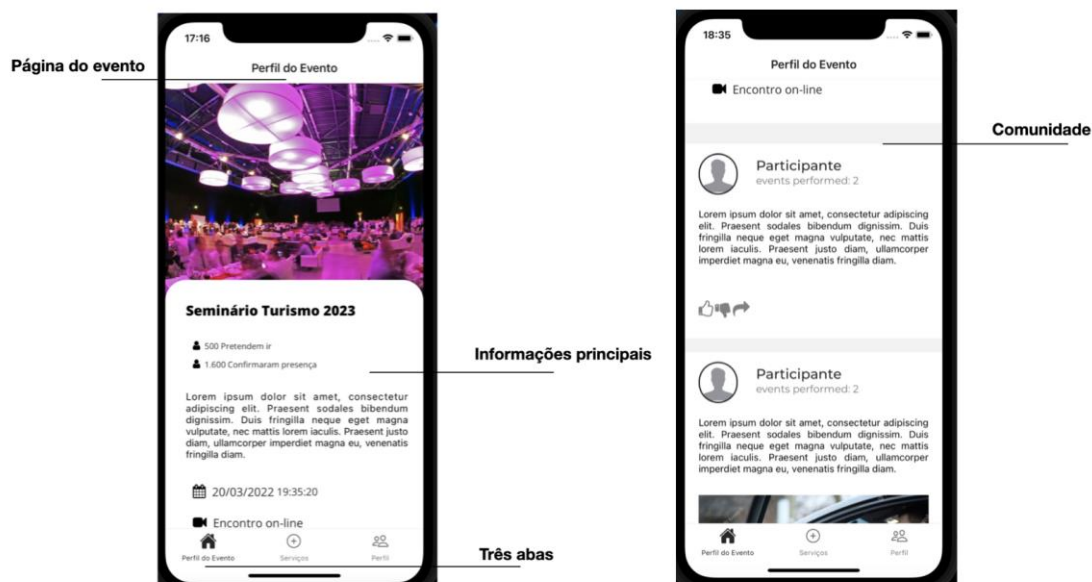 17:16
Página do evento
Perfil do Evento
Seminário Turismo 2023
500 Pretendem ir
1.600 Confirmaram presença
Informações principais
Lorem ipsum dolor sit amet, consectetur
adipiscing elit. Praesent sodales bibendum
dignissim. Duis fringilla neque eget magna
vulputate, nec mattis lorem iaculis. Praesent justo
diam, ullamcorper imperdiet magna eu, venenatis
fringilla diam.
20/03/2022 19:35:20
Encontro on-line
Perfil do Evento
Serviços
Perfil
Três abas
18:35
Perfil do Evento
Encontro on-line
Comunidade
Participante
events performed: 2
Lorem ipsum dolor sit amet, consectetur adipiscing
elit. Praesent sodales bibendum dignissim. Duis
fringilla neque eget magna vulputate, nec mattis
lorem iaculis. Praesent justo diam, ullamcorper
imperdiet magna eu, venenatis fringilla diam.
Participante
events performed: 2
Lorem ipsum dolor sit amet, consectetur adipiscing
elit. Praesent sodales bibendum dignissim. Duis
fringilla neque eget magna vulputate, nec mattis
lorem iaculis. Praesent justo diam, ullamcorper
imperdiet magna eu, venenatis fringilla diam.
Perfil do Evento
Serviços
Perfil